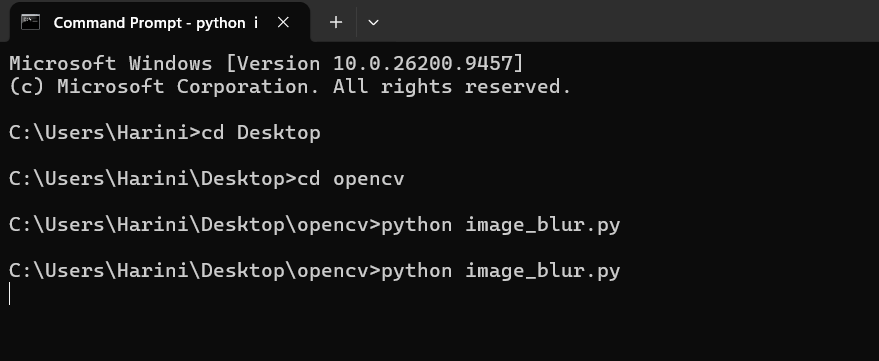 Command Prompt - python i
Microsoft Windows [Version 10.0.26200.9457]
(c) Microsoft Corporation. All rights reserved.
C:\Users\Harini>cd Desktop
C:\Users\Harini\Desktop>cd opencv
C:\Users\Harini\Desktop\opencv>python image_blur.py
C:\Users\Harini\Desktop\opencv>python image_blur.py